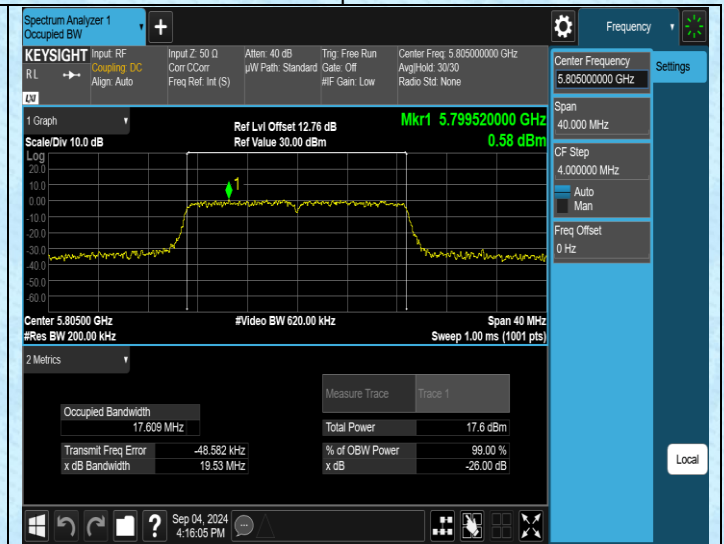 Spectrum Analyzer 1
Occupied BW
+
Frequency
KEYSIGHT
RL
LXI
Input: RF
Coupling: DC
Align: Auto
Input Z: 50 Ω
Corr CCorr
Freq Ref: Int (S)
Atten: 40 dB
µW Path: Standard
Trig: Free Run
Gate: Off
#IF Gain: Low
Center Freq: 5.805000000 GHz
Avg|Hold: 30/30
Radio Std: None
Center Frequency
5.805000000 GHz
Settings
Span
40.000 MHz
CF Step
4.000000 MHz
Auto
Man
Freq Offset
0 Hz
1 Graph
Scale/Div 10.0 dB
Ref Lvl Offset 12.76 dB
Ref Value 30.00 dBm
Mkr1 5.799520000 GHz
0.58 dBm
Log
20.0
10.0
0.00
-10.0
-20.0
-30.0
-40.0
-50.0
-60.0
1
Center 5.80500 GHz
#Res BW 200.00 kHz
#Video BW 620.00 kHz
Span 40 MHz
Sweep 1.00 ms (1001 pts)
2 Metrics
Measure Trace
Trace 1
Occupied Bandwidth
17.609 MHz
Total Power
17.6 dBm
Transmit Freq Error
-48.582 kHz
% of OBW Power
99.00 %
x dB Bandwidth
19.53 MHz
x dB
-26.00 dB
Local
?
Sep 04, 2024
4:16:05 PM